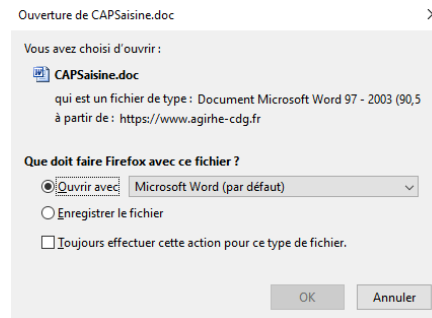 Ouverture de CAPSaisine.doc
Vous avez choisi d'ouvrir :
CAPSaisine.doc
qui est un fichier de type : Document Microsoft Word 97 - 2003 (90,5
à partir de : https://www.agirhe-cdg.fr
Que doit faire Firefox avec ce fichier ?
Ouvrir avec Microsoft Word (par défaut)
Enregistrer le fichier
Toujours effectuer cette action pour ce type de fichier.
OK Annuler